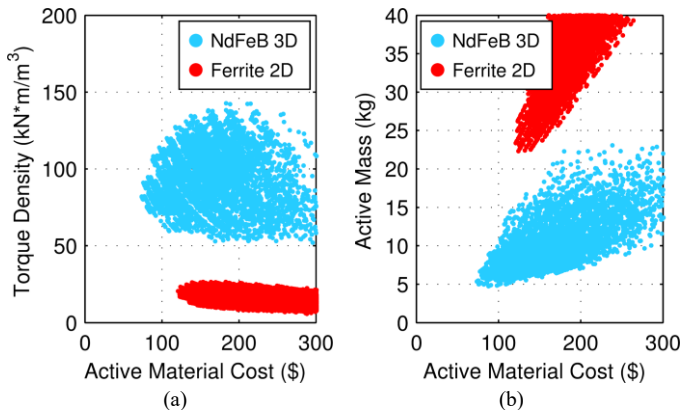 200
150
100
50
0
Torque Density (kN*m/m³)
NdFeB 3D
Ferrite 2D
0 100 200 300
Active Material Cost ($)
(a)
40
35
30
25
20
15
10
5
0
Active Mass (kg)
NdFeB 3D
Ferrite 2D
0 100 200 300
Active Material Cost ($)
(b)